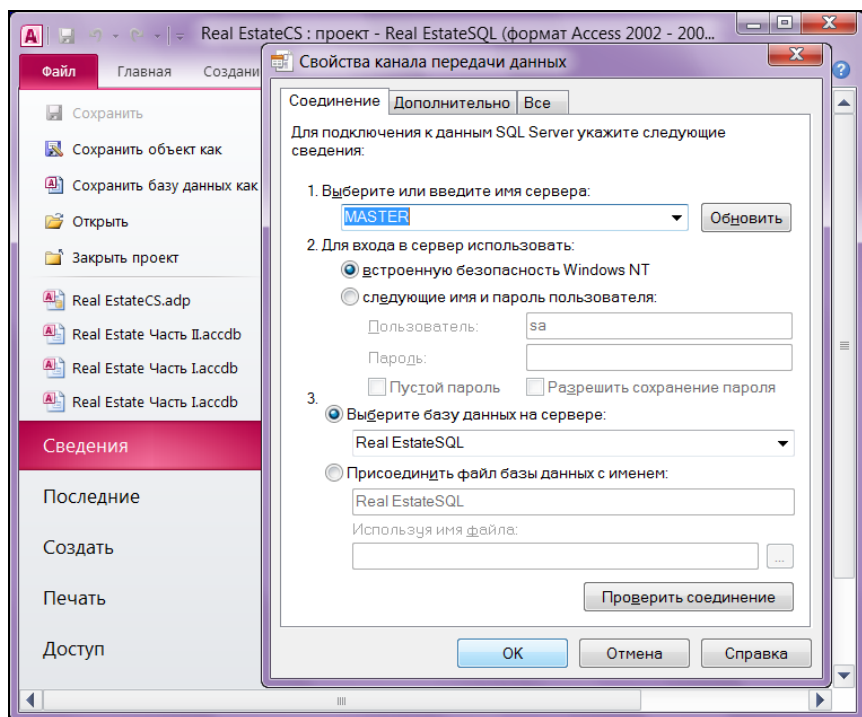 Real EstateCS : проект - Real EstateSQL (формат Access 2002 - 200...
Файл
Главная
Создани
Сохранить
Сохранить объект как
Сохранить базу данных как
Открыть
Закрыть проект
Real EstateCS.adp
Real Estate Часть II.accdb
Real Estate Часть I.accdb
Real Estate Часть I.accdb
Сведения
Последние
Создать
Печать
Доступ
Свойства канала передачи данных
Соединение Дополнительно Все
Для подключения к данным SQL Server укажите следующие
сведения:
1. Выберите или введите имя сервера:
MASTER
Обновить
2. Для входа в сервер использовать:
встроенную безопасность Windows NT
следующие имя и пароль пользователя:
Пользователь: sa
Пароль:
Пустой пароль Разрешить сохранение пароля
3.
Выберите базу данных на сервере:
Real EstateSQL
Присоединить файл базы данных с именем:
Real EstateSQL
Используя имя файла:
...
Проверить соединение
ОК Отмена Справка